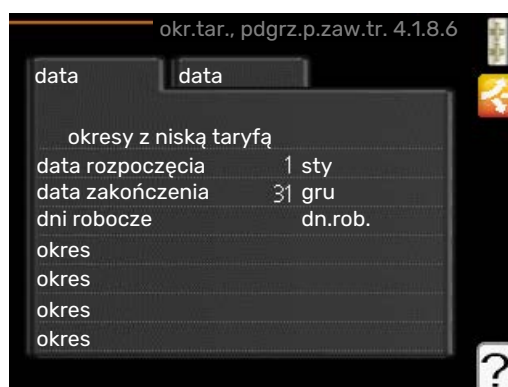 okr.tar., pdgrz.p.zaw.tr. 4.1.8.6
data data
okresy z niską taryfą
data rozpoczęcia 1 sty
data zakończenia 31 gru
dni robocze dn.rob.
okres
okres
okres
okres
?